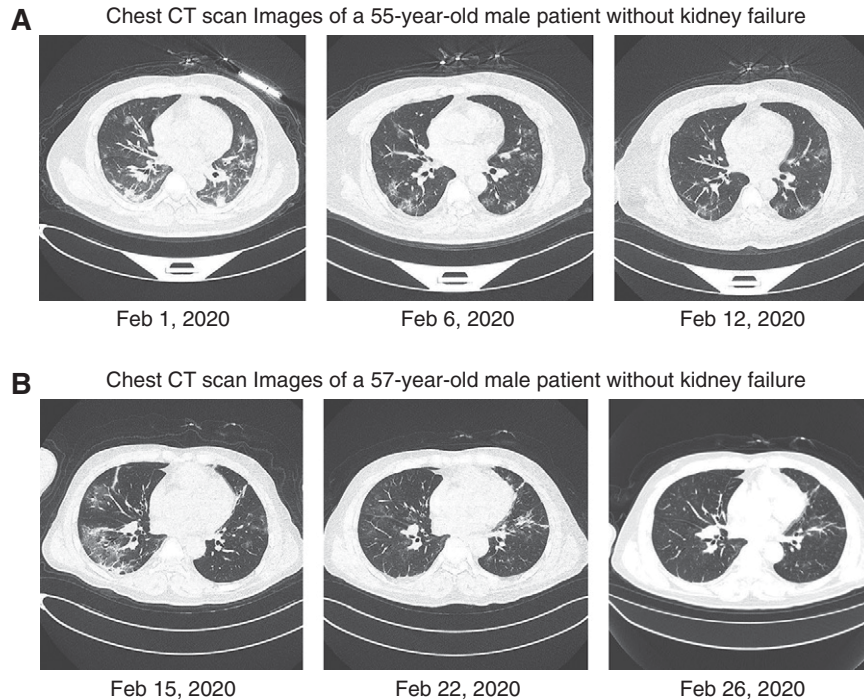 A
Chest CT scan Images of a 55-year-old male patient without kidney failure
Feb 1, 2020
Feb 6, 2020
Feb 12, 2020
B
Chest CT scan Images of a 57-year-old male patient without kidney failure
Feb 15, 2020
Feb 22, 2020
Feb 26, 2020